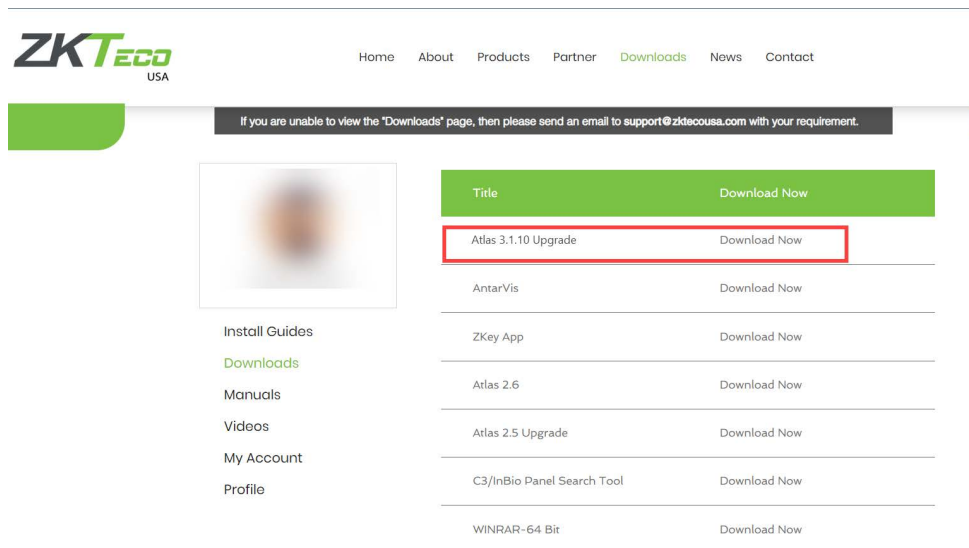 ZKTECO
USA
Home About Products Partner Downloads News Contact
If you are unable to view the "Downloads" page, then please send an email to support@zktecousa.com with your requirement.
Title Download Now
Atlas 3.1.10 Upgrade Download Now
AntarVis Download Now
ZKey App Download Now
Atlas 2.6 Download Now
Atlas 2.5 Upgrade Download Now
C3/InBio Panel Search Tool Download Now
WINRAR-64 Bit Download Now
Install Guides
Downloads
Manuals
Videos
My Account
Profile